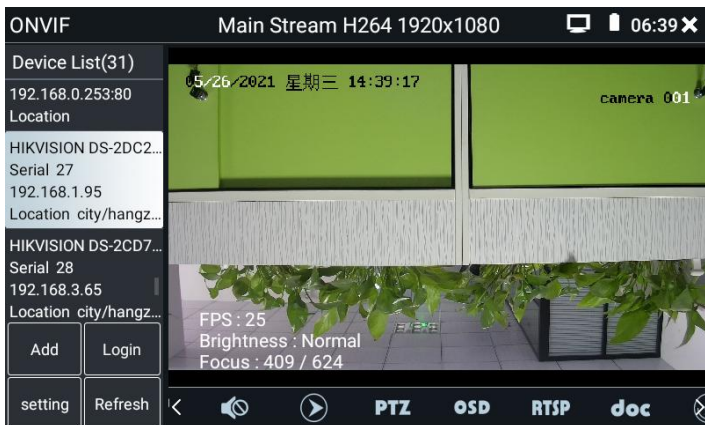 ONVIF
Main Stream H264 1920x1080
06:39
Device List(31)
192.168.0.253:80
Location
HIKVISION DS-2DC2...
Serial 27
192.168.1.95
Location city/hangz...
HIKVISION DS-2CD7...
Serial 28
192.168.3.65
Location city/hangz...
Add
Login
setting
Refresh
05/26/2021 星期三 14:39:17
camera 001
FPS : 25
Brightness : Normal
Focus : 409 / 624
PTZ
OSD
RTSP
doc